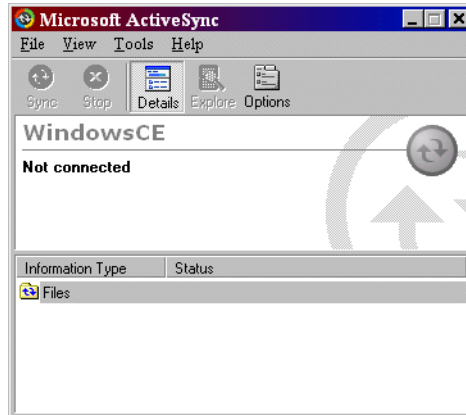 Microsoft ActiveSync
File View Tools Help
Sync Stop Details Explore Options
WindowsCE
Not connected
Information Type Status
Files